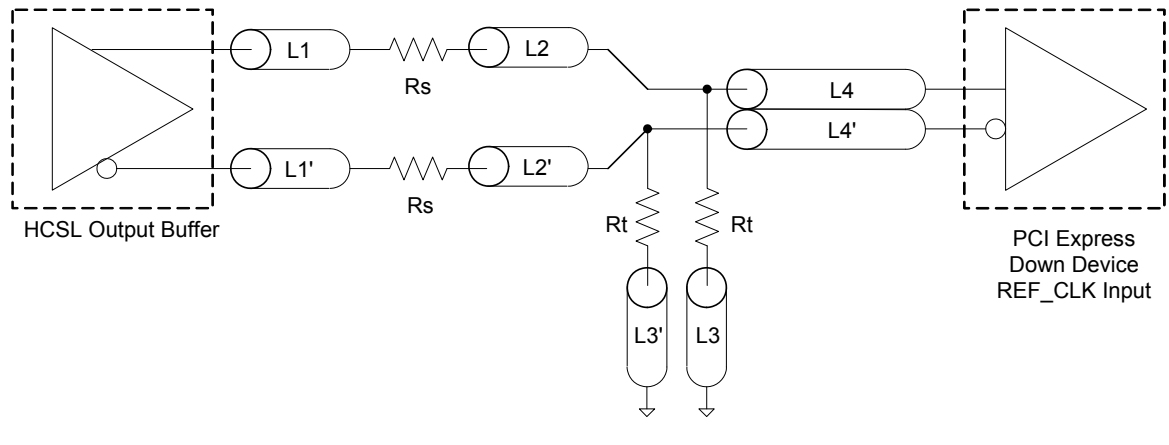 L1
Rs
L2
L4
L4'
L1'
Rs
L2'
HCSL Output Buffer
Rt
Rt
L3'
L3
PCI Express
Down Device
REF_CLK Input